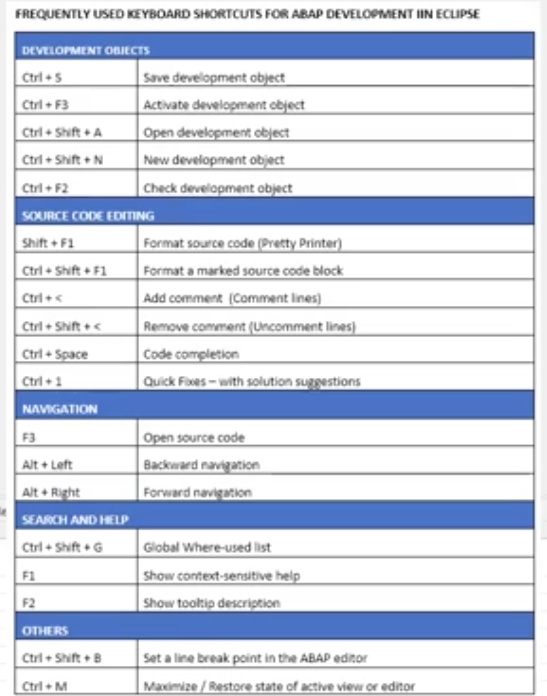 FREQUENTLY USED KEYBOARD SHORTCUTS FOR ABAP DEVELOPMENT IIN ECLIPSE
DEVELOPMENT OBJECTS
Ctrl + S Save development object
Ctrl + F3 Activate development object
Ctrl + Shift + A Open development object
Ctrl + Shift + N New development object
Ctrl + F2 Check development object
SOURCE CODE EDITING
Shift + F1 Format source code (Pretty Printer)
Ctrl + Shift + F1 Format a marked source code block
Ctrl + < Add comment (Comment lines)
Ctrl + Shift + < Remove comment (Uncomment lines)
Ctrl + Space Code completion
Ctrl + 1 Quick Fixes – with solution suggestions
NAVIGATION
F3 Open source code
Alt + Left Backward navigation
Alt + Right Forward navigation
SEARCH AND HELP
Ctrl + Shift + G Global Where-used list
F1 Show context-sensitive help
F2 Show tooltip description
OTHERS
Ctrl + Shift + B Set a line break point in the ABAP editor
Ctrl + M Maximize / Restore state of active view or editor